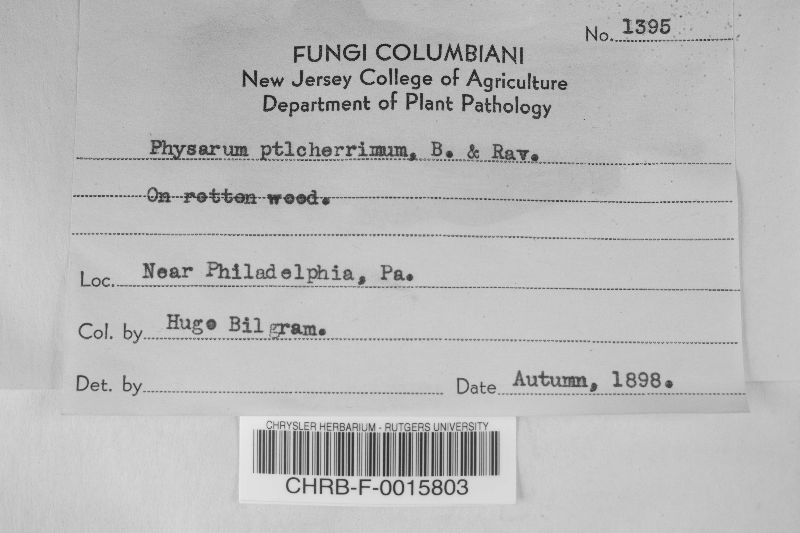 No. 1395
FUNGI COLUMBIANI
New Jersey College of Agriculture
Department of Plant Pathology
Physarum ptlcherrimum, B. & Rav.
On rotten wood.
Loc. Near Philadelphia, Pa.
Col. by Hugo Bilgram.
Det. by
Date Autumn, 1898.
CHRYSLER HERBARIUM - RUTGERS UNIVERSITY
CHRB-F-0015803